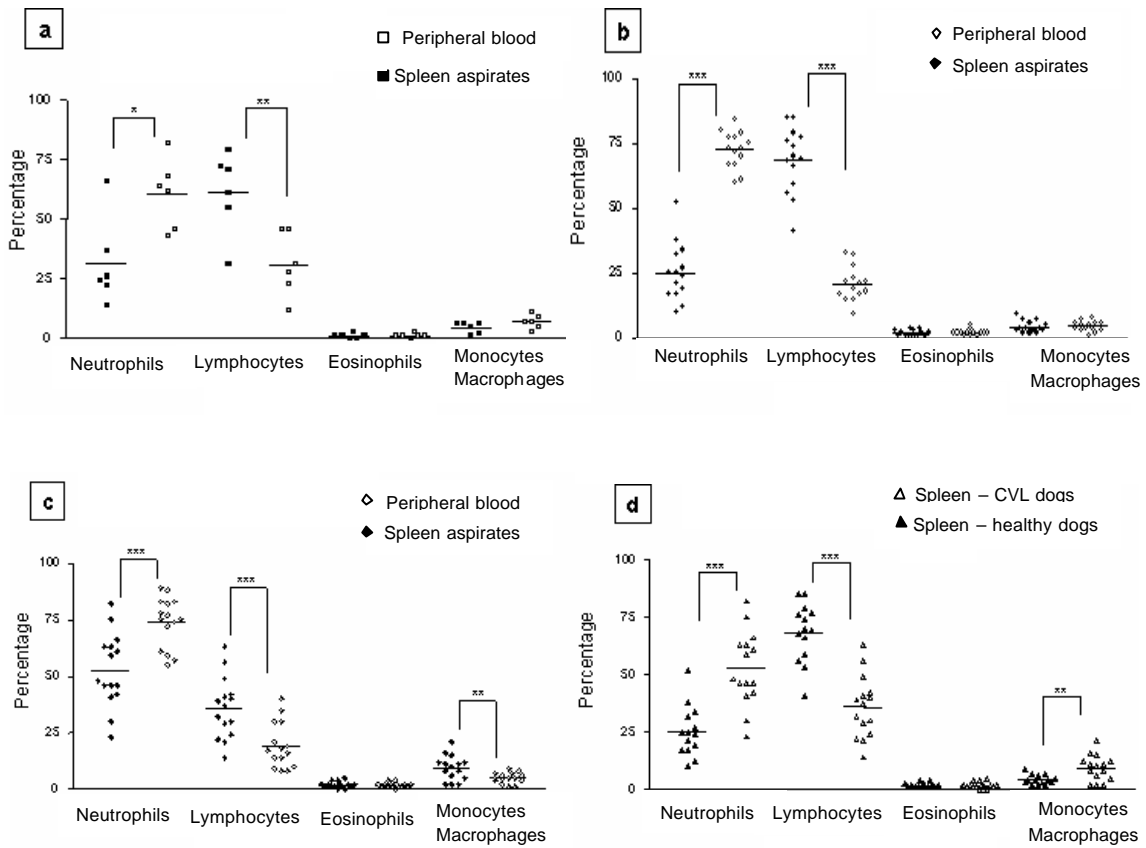 a
Peripheral blood
Spleen aspirates
*
**
100
75
50
25
0
Percentage
Neutrophils
Lymphocytes
Eosinophils
Monocytes
Macrophages
b
Peripheral blood
Spleen aspirates
***
***
100
75
50
25
0
Percentage
Neutrophils
Lymphocytes
Eosinophils
Monocytes
Macrophages
c
Peripheral blood
Spleen aspirates
***
***
**
100
75
50
25
0
Percentage
Neutrophils
Lymphocytes
Eosinophils
Monocytes
Macrophages
d
Spleen – CVL dogs
Spleen – healthy dogs
***
***
**
100
75
50
25
0
Percentage
Neutrophils
Lymphocytes
Eosinophils
Monocytes
Macrophages